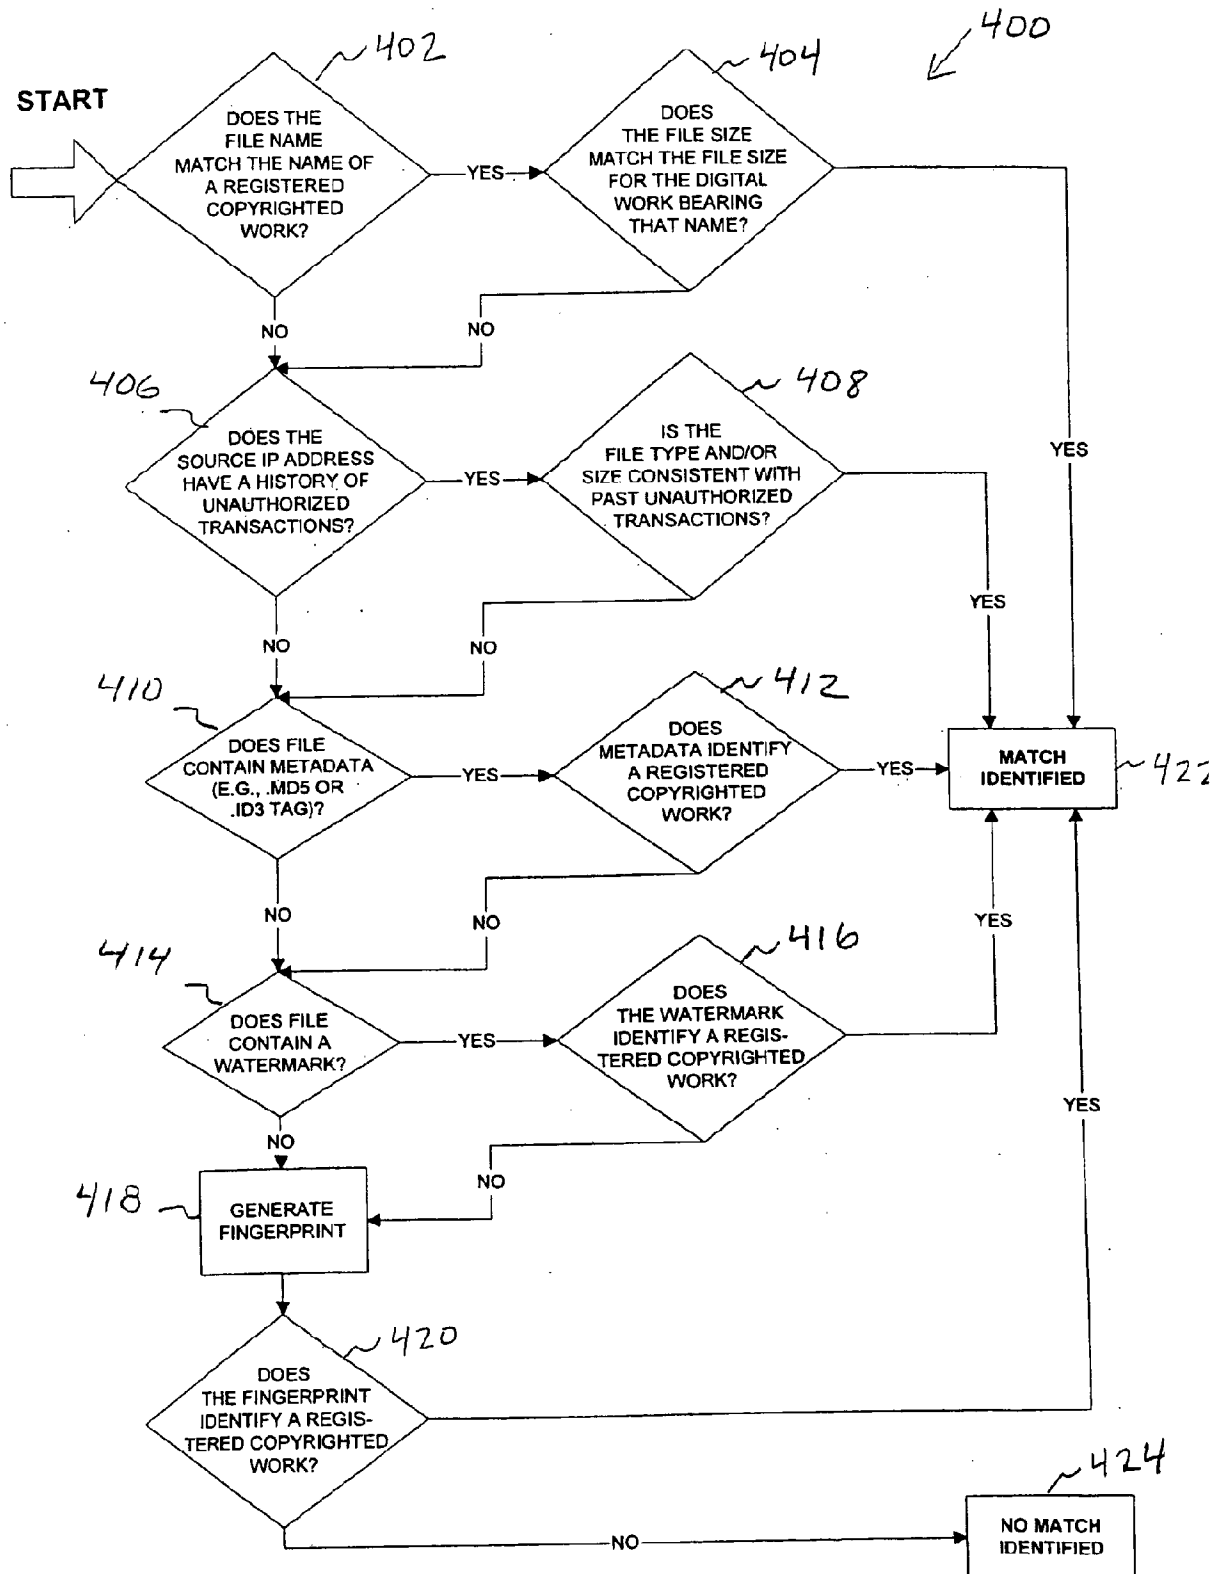 402
404
400
START
DOES THE
FILE NAME
MATCH THE NAME OF
A REGISTERED
COPYRIGHTED
WORK?
YES
DOES
THE FILE SIZE
MATCH THE FILE SIZE
FOR THE DIGITAL
WORK BEARING
THAT NAME?
NO
NO
YES
406
408
DOES THE
SOURCE IP ADDRESS
HAVE A HISTORY OF
UNAUTHORIZED
TRANSACTIONS?
YES
IS THE
FILE TYPE AND/OR
SIZE CONSISTENT WITH
PAST UNAUTHORIZED
TRANSACTIONS?
YES
NO
NO
410
412
DOES FILE
CONTAIN METADATA
(E.G., .MD5 OR
.ID3 TAG)?
YES
DOES
METADATA IDENTIFY
A REGISTERED
COPYRIGHTED
WORK?
YES
MATCH
IDENTIFIED
422
NO
NO
YES
414
416
DOES FILE
CONTAIN A
WATERMARK?
YES
DOES
THE WATERMARK
IDENTIFY A REGIS-
TERED COPYRIGHTED
WORK?
YES
NO
NO
418
GENERATE
FINGERPRINT
420
DOES
THE FINGERPRINT
IDENTIFY A REGIS-
TERED COPYRIGHTED
WORK?
424
NO
NO MATCH
IDENTIFIED